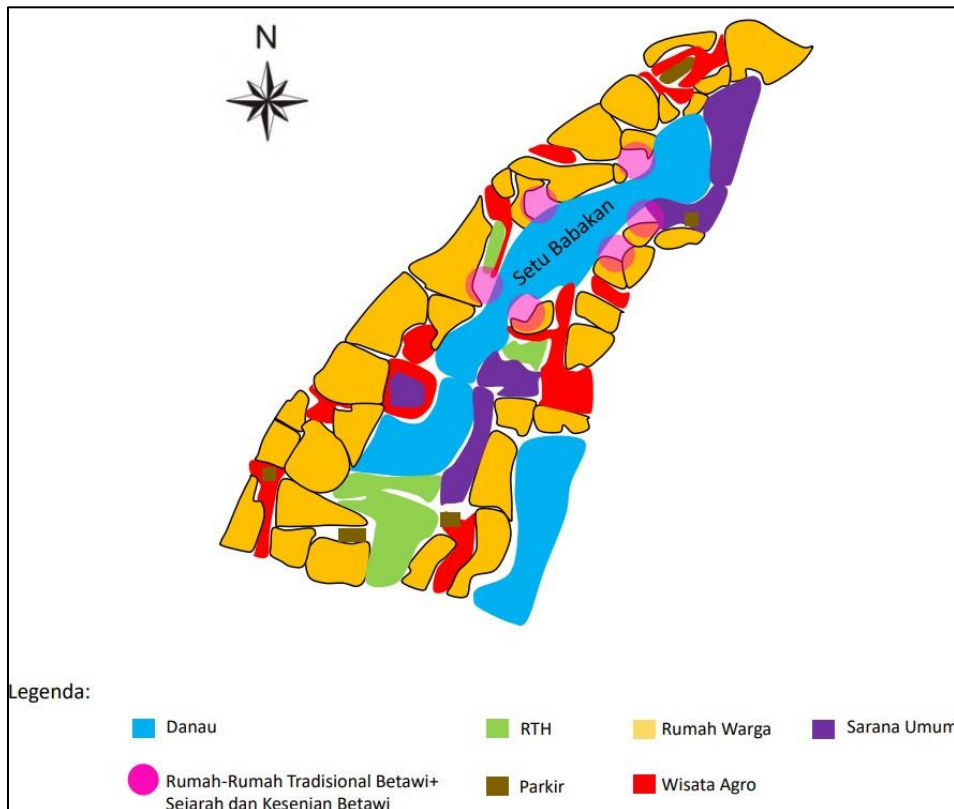 N
Setu Babakan
Legenda:
Danau
RTH
Rumah Warga
Sarana Umum
Rumah-Rumah Tradisional Betawi+
Sejarah dan Kesenian Betawi
Parkir
Wisata Agro